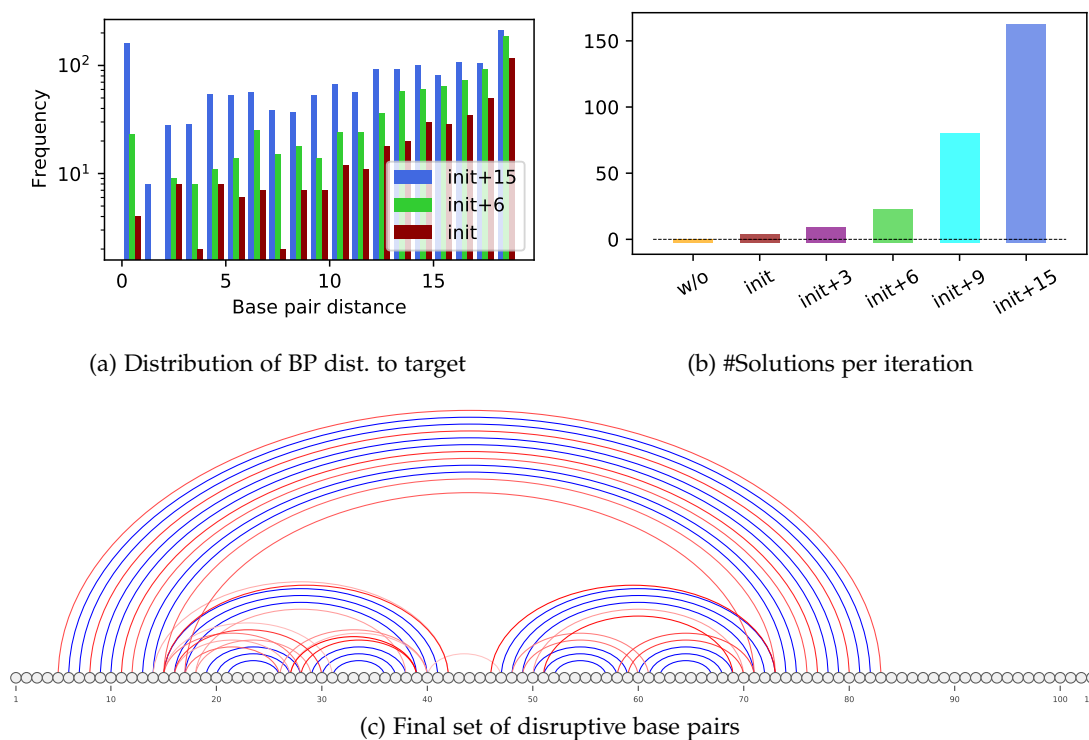 Frequency
10²
10¹
init+15
init+6
init
0
5
10
15
Base pair distance
(a) Distribution of BP dist. to target
150
100
50
0
w/o
init
init+3
init+6
init+9
init+15
(b) #Solutions per iteration
1
10
20
30
40
50
60
70
80
90
100
(c) Final set of disruptive base pairs